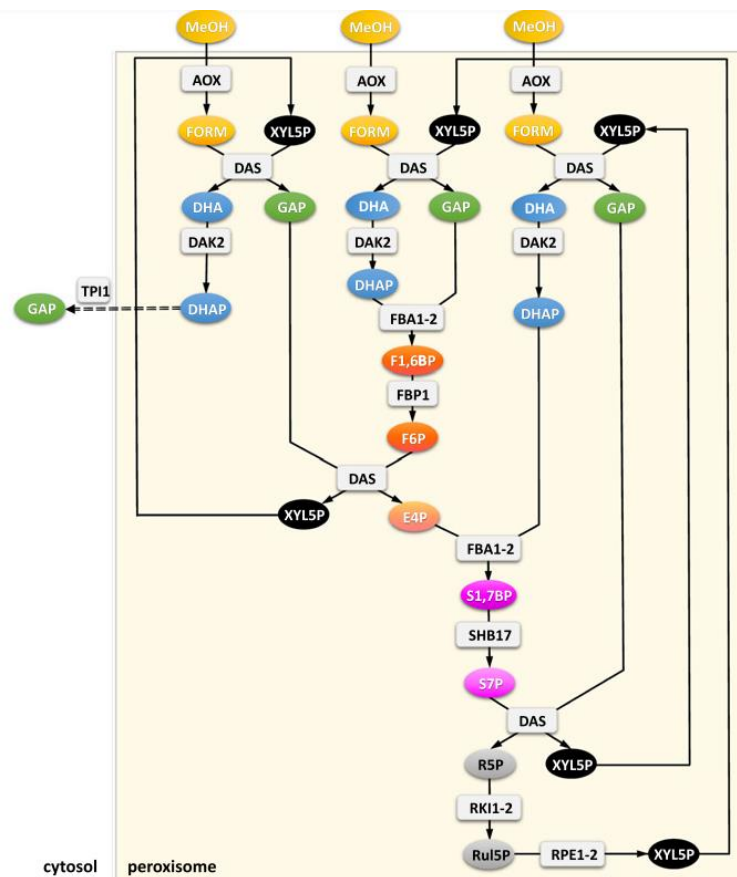 MeOH MeOH MeOH
AOX AOX AOX
FORM XYL5P FORM XYL5P FORM XYL5P
DAS DAS DAS
DHA GAP DHA GAP DHA GAP
DAK2 DAK2 DAK2
DHAP
TPI1
GAP DHAP FBA1-2 DHAP
F1,6BP
FBP1
F6P
DAS
XYL5P E4P
FBA1-2
S1,7BP
SHB17
S7P
DAS
R5P XYL5P
RKI1-2
Rul5P RPE1-2 XYL5P
cytosol peroxisome